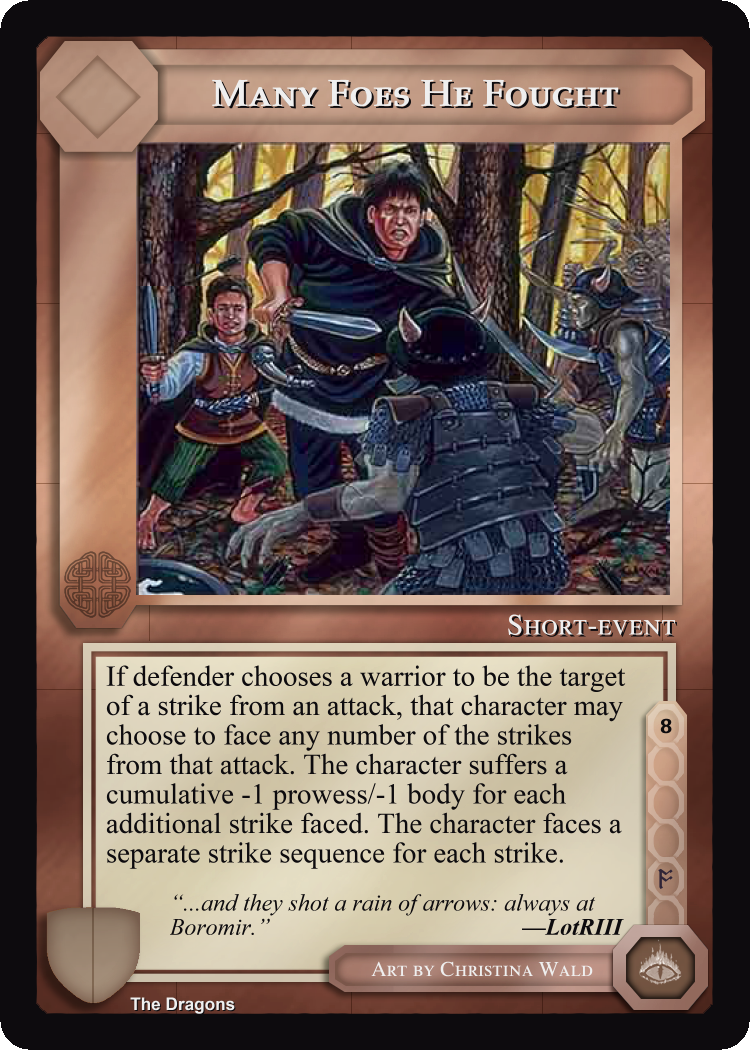 Many Foes He Fought
Short-event
If defender chooses a warrior to be the target
of a strike from an attack, that character may
choose to face any number of the strikes
from that attack. The character suffers a
cumulative -1 prowess/-1 body for each
additional strike faced. The character faces a
separate strike sequence for each strike.
8
“...and they shot a rain of arrows: always at
Boromir.” —LotRIII
Art by Christina Wald
The Dragons